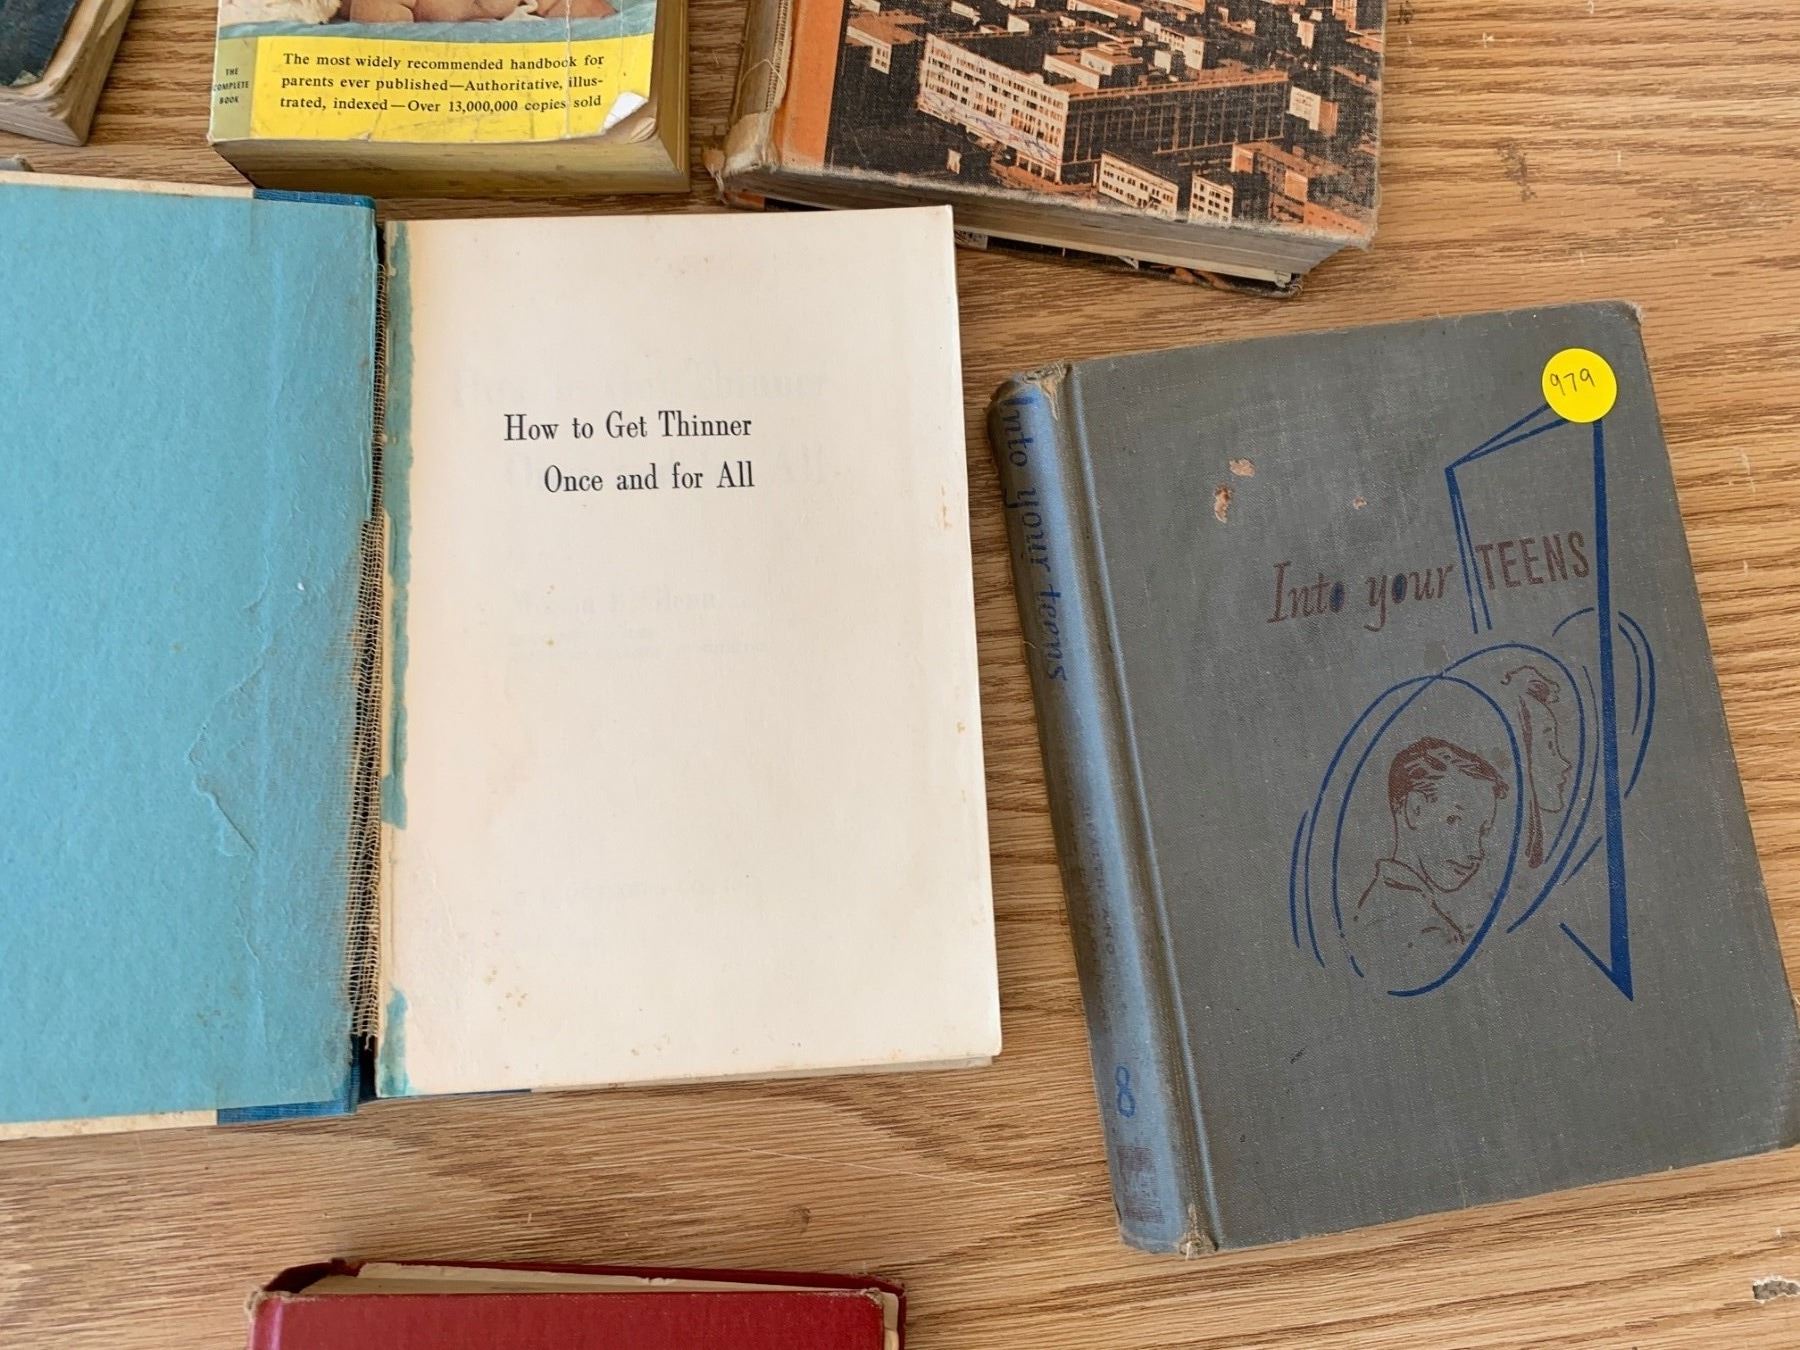 THE
COMPLETE
BOOK
The most widely recommended handbook for
parents ever published—Authoritative, illus-
trated, indexed—Over 13,000,000 copies sold
How to Get Thinner
Once and for All
979
Into your TEENS
Into your teens
8